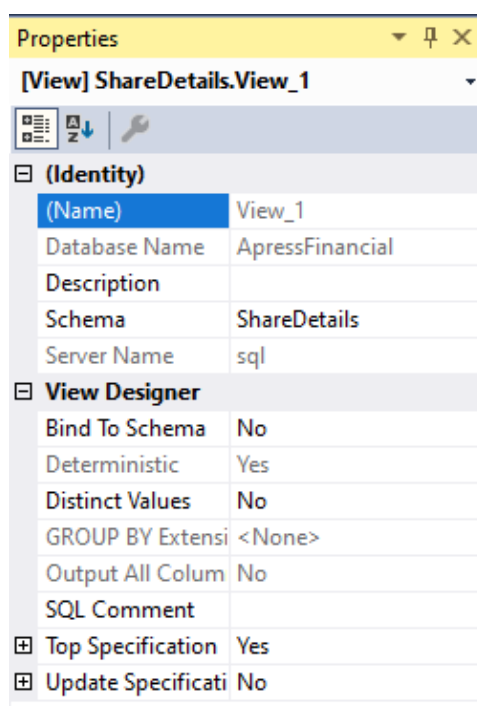 Properties
[View] ShareDetails.View_1
(Identity)
(Name) View_1
Database Name ApressFinancial
Description
Schema ShareDetails
Server Name sql
View Designer
Bind To Schema No
Deterministic Yes
Distinct Values No
GROUP BY Extensi <None>
Output All Colum No
SQL Comment
Top Specification Yes
Update Specificati No